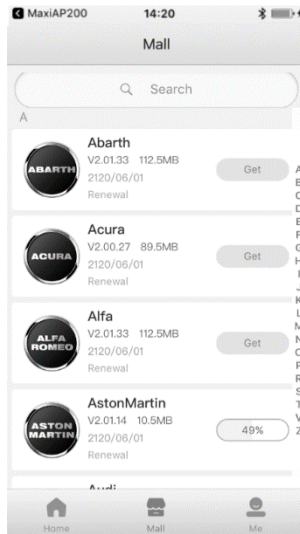 MaxiAP200 14:20
Mall
Search
A
Abarth
ABARTH
V2.01.33 112.5MB
Get
2120/06/01
Renewal
Acura
ACURA
V2.00.27 89.5MB
Get
2120/06/01
Renewal
Alfa
ALFA
ROMEO
V2.01.33 112.5MB
Get
2120/06/01
Renewal
AstonMartin
ASTON
MARTIN
V2.01.14 10.5MB
49%
2120/06/01
Renewal
Audi
A
B
C
D
E
F
G
H
I
J
K
L
M
N
O
P
R
S
T
V
Z
Home Mall Me